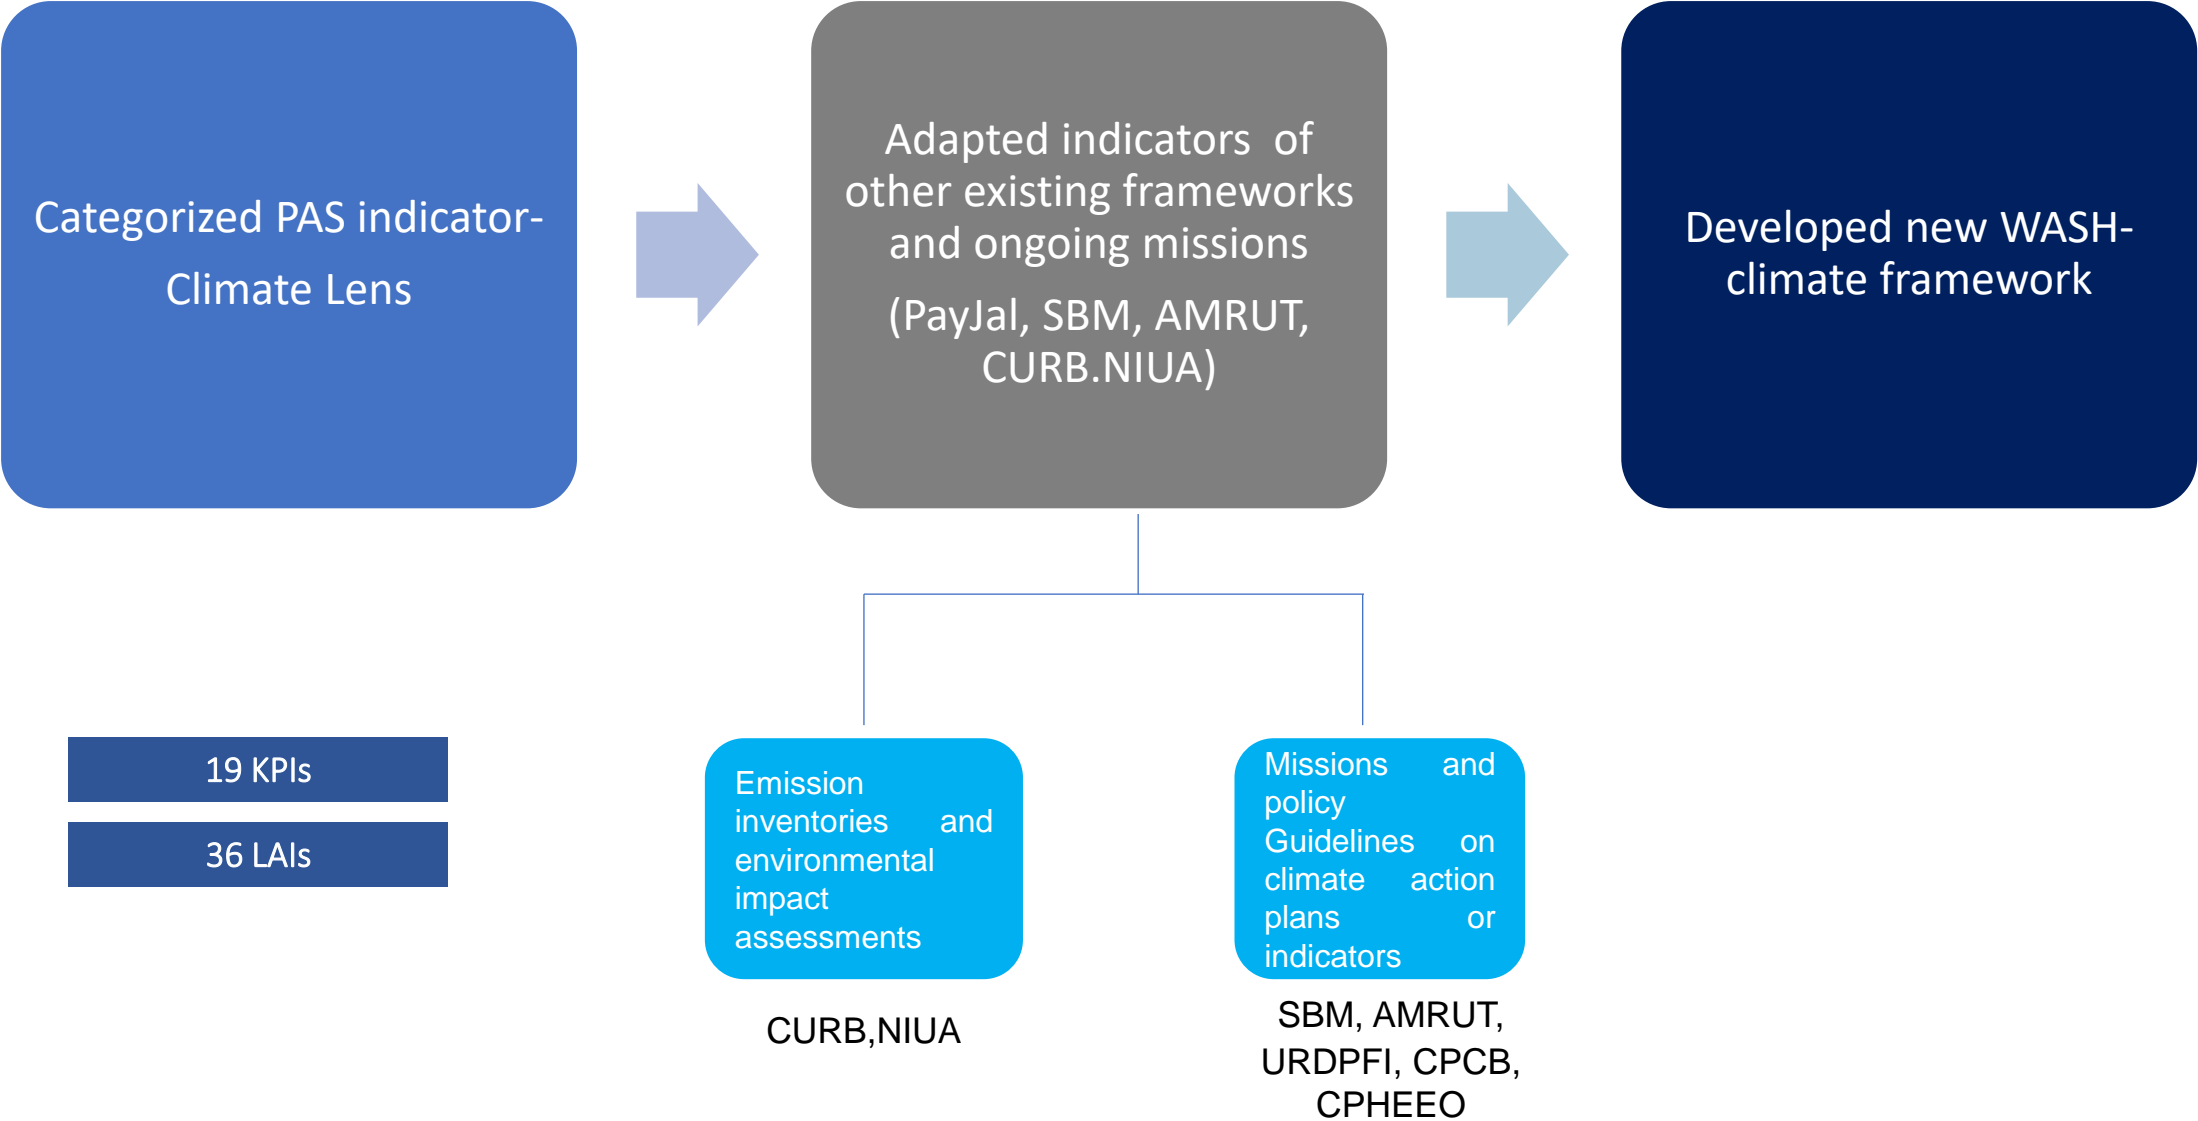 Categorized PAS indicator-
Climate Lens
Adapted indicators  of
other existing frameworks
and ongoing missions
(PayJal, SBM, AMRUT,
CURB.NIUA)
Developed new WASH-
climate framework
19 KPIs
36 LAIs
Emission
inventories and
environmental
impact
assessments
CURB,NIUA
Missions and
policy
Guidelines on
climate action
plans or
indicators
SBM, AMRUT,
URDPFI, CPCB,
CPHEEO